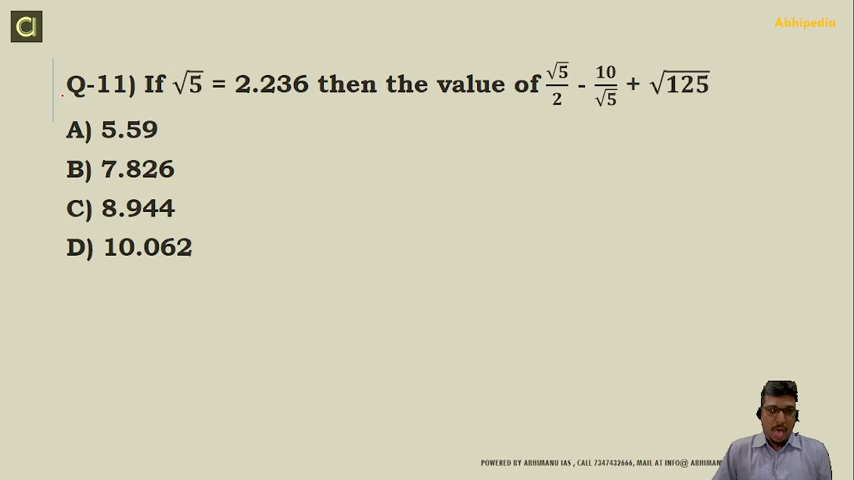 a
Abhipedia
Q-11) If √5 = 2.236 then the value of √5/2 - 10/√5 + √125
A) 5.59
B) 7.826
C) 8.944
D) 10.062
POWERED BY ABHIMANU IAS , CALL 7347432666, MAIL AT INFO@ ABHIMAN